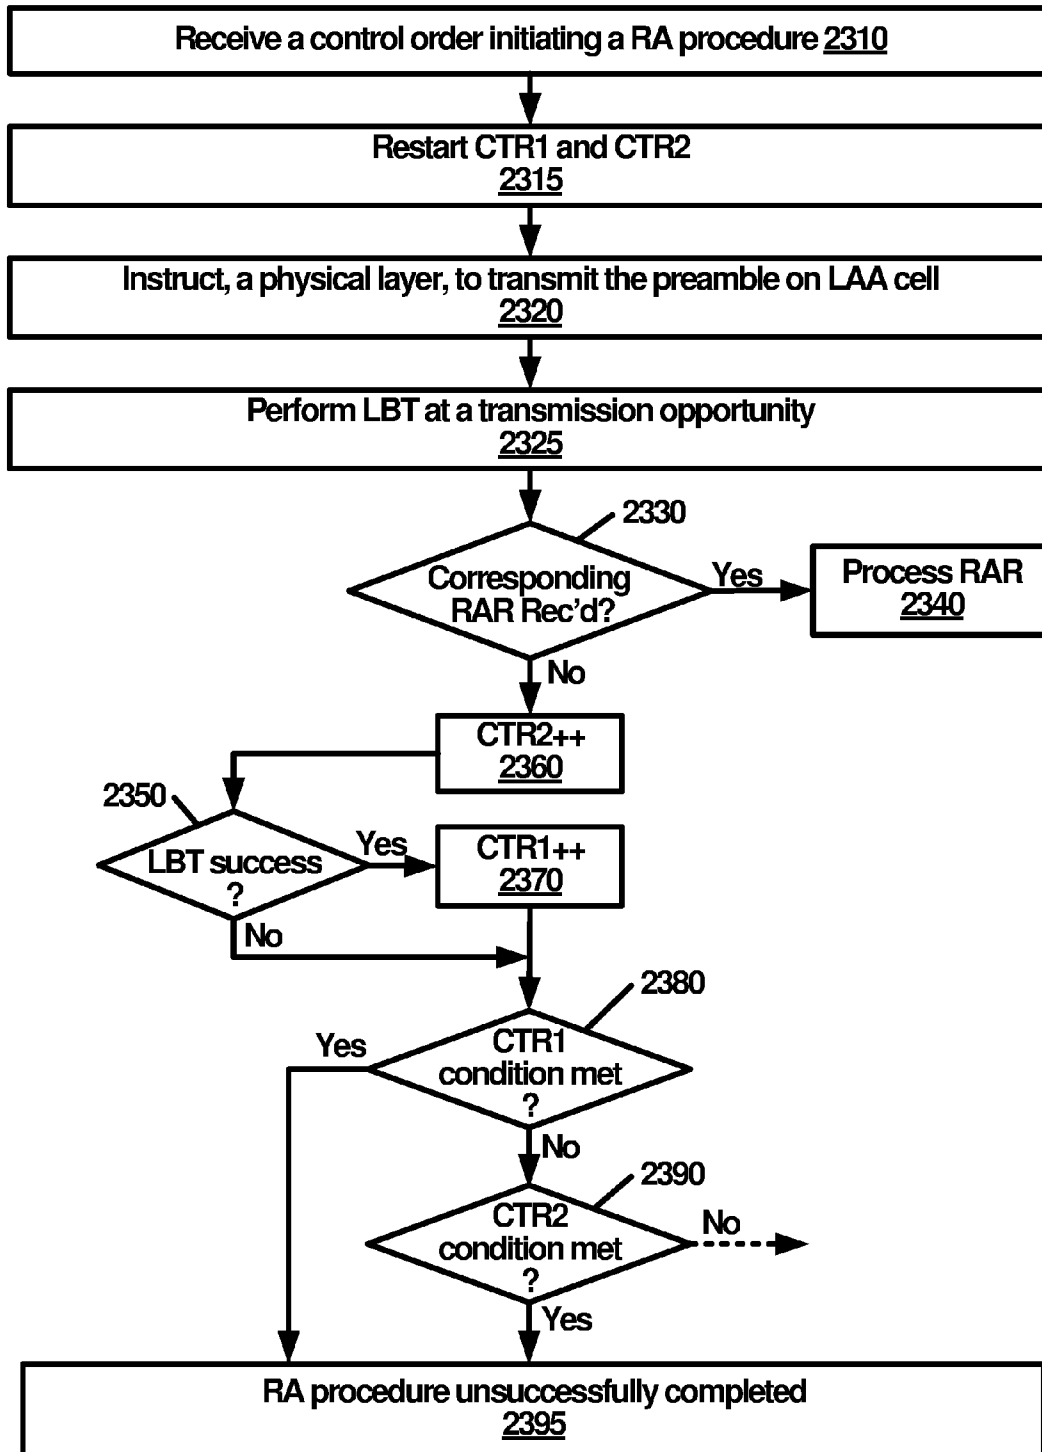 Receive a control order initiating a RA procedure 2310
Restart CTR1 and CTR2
2315
Instruct, a physical layer, to transmit the preamble on LAA cell
2320
Perform LBT at a transmission opportunity
2325
2330
Corresponding
RAR Rec'd?
Yes
Process RAR
2340
No
CTR2++
2360
2350
LBT success
?
Yes
CTR1++
2370
No
2380
CTR1
condition met
?
Yes
No
2390
CTR2
condition met
?
No
Yes
RA procedure unsuccessfully completed
2395